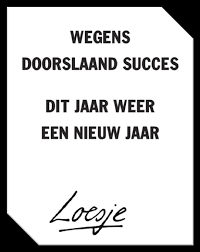 WEGENS
DOORSLAAND SUCCES
DIT JAAR WEER
EEN NIEUW JAAR
Loesje